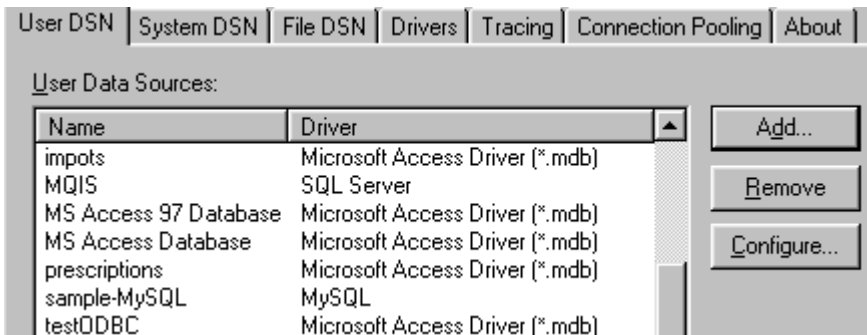 User DSN System DSN File DSN Drivers Tracing Connection Pooling About
User Data Sources:
Name Driver
impots Microsoft Access Driver (*.mdb)
MQIS SQL Server
MS Access 97 Database Microsoft Access Driver (*.mdb)
MS Access Database Microsoft Access Driver (*.mdb)
prescriptions Microsoft Access Driver (*.mdb)
sample-MySQL MySQL
testODBC Microsoft Access Driver (*.mdb)
Add...
Remove
Configure...